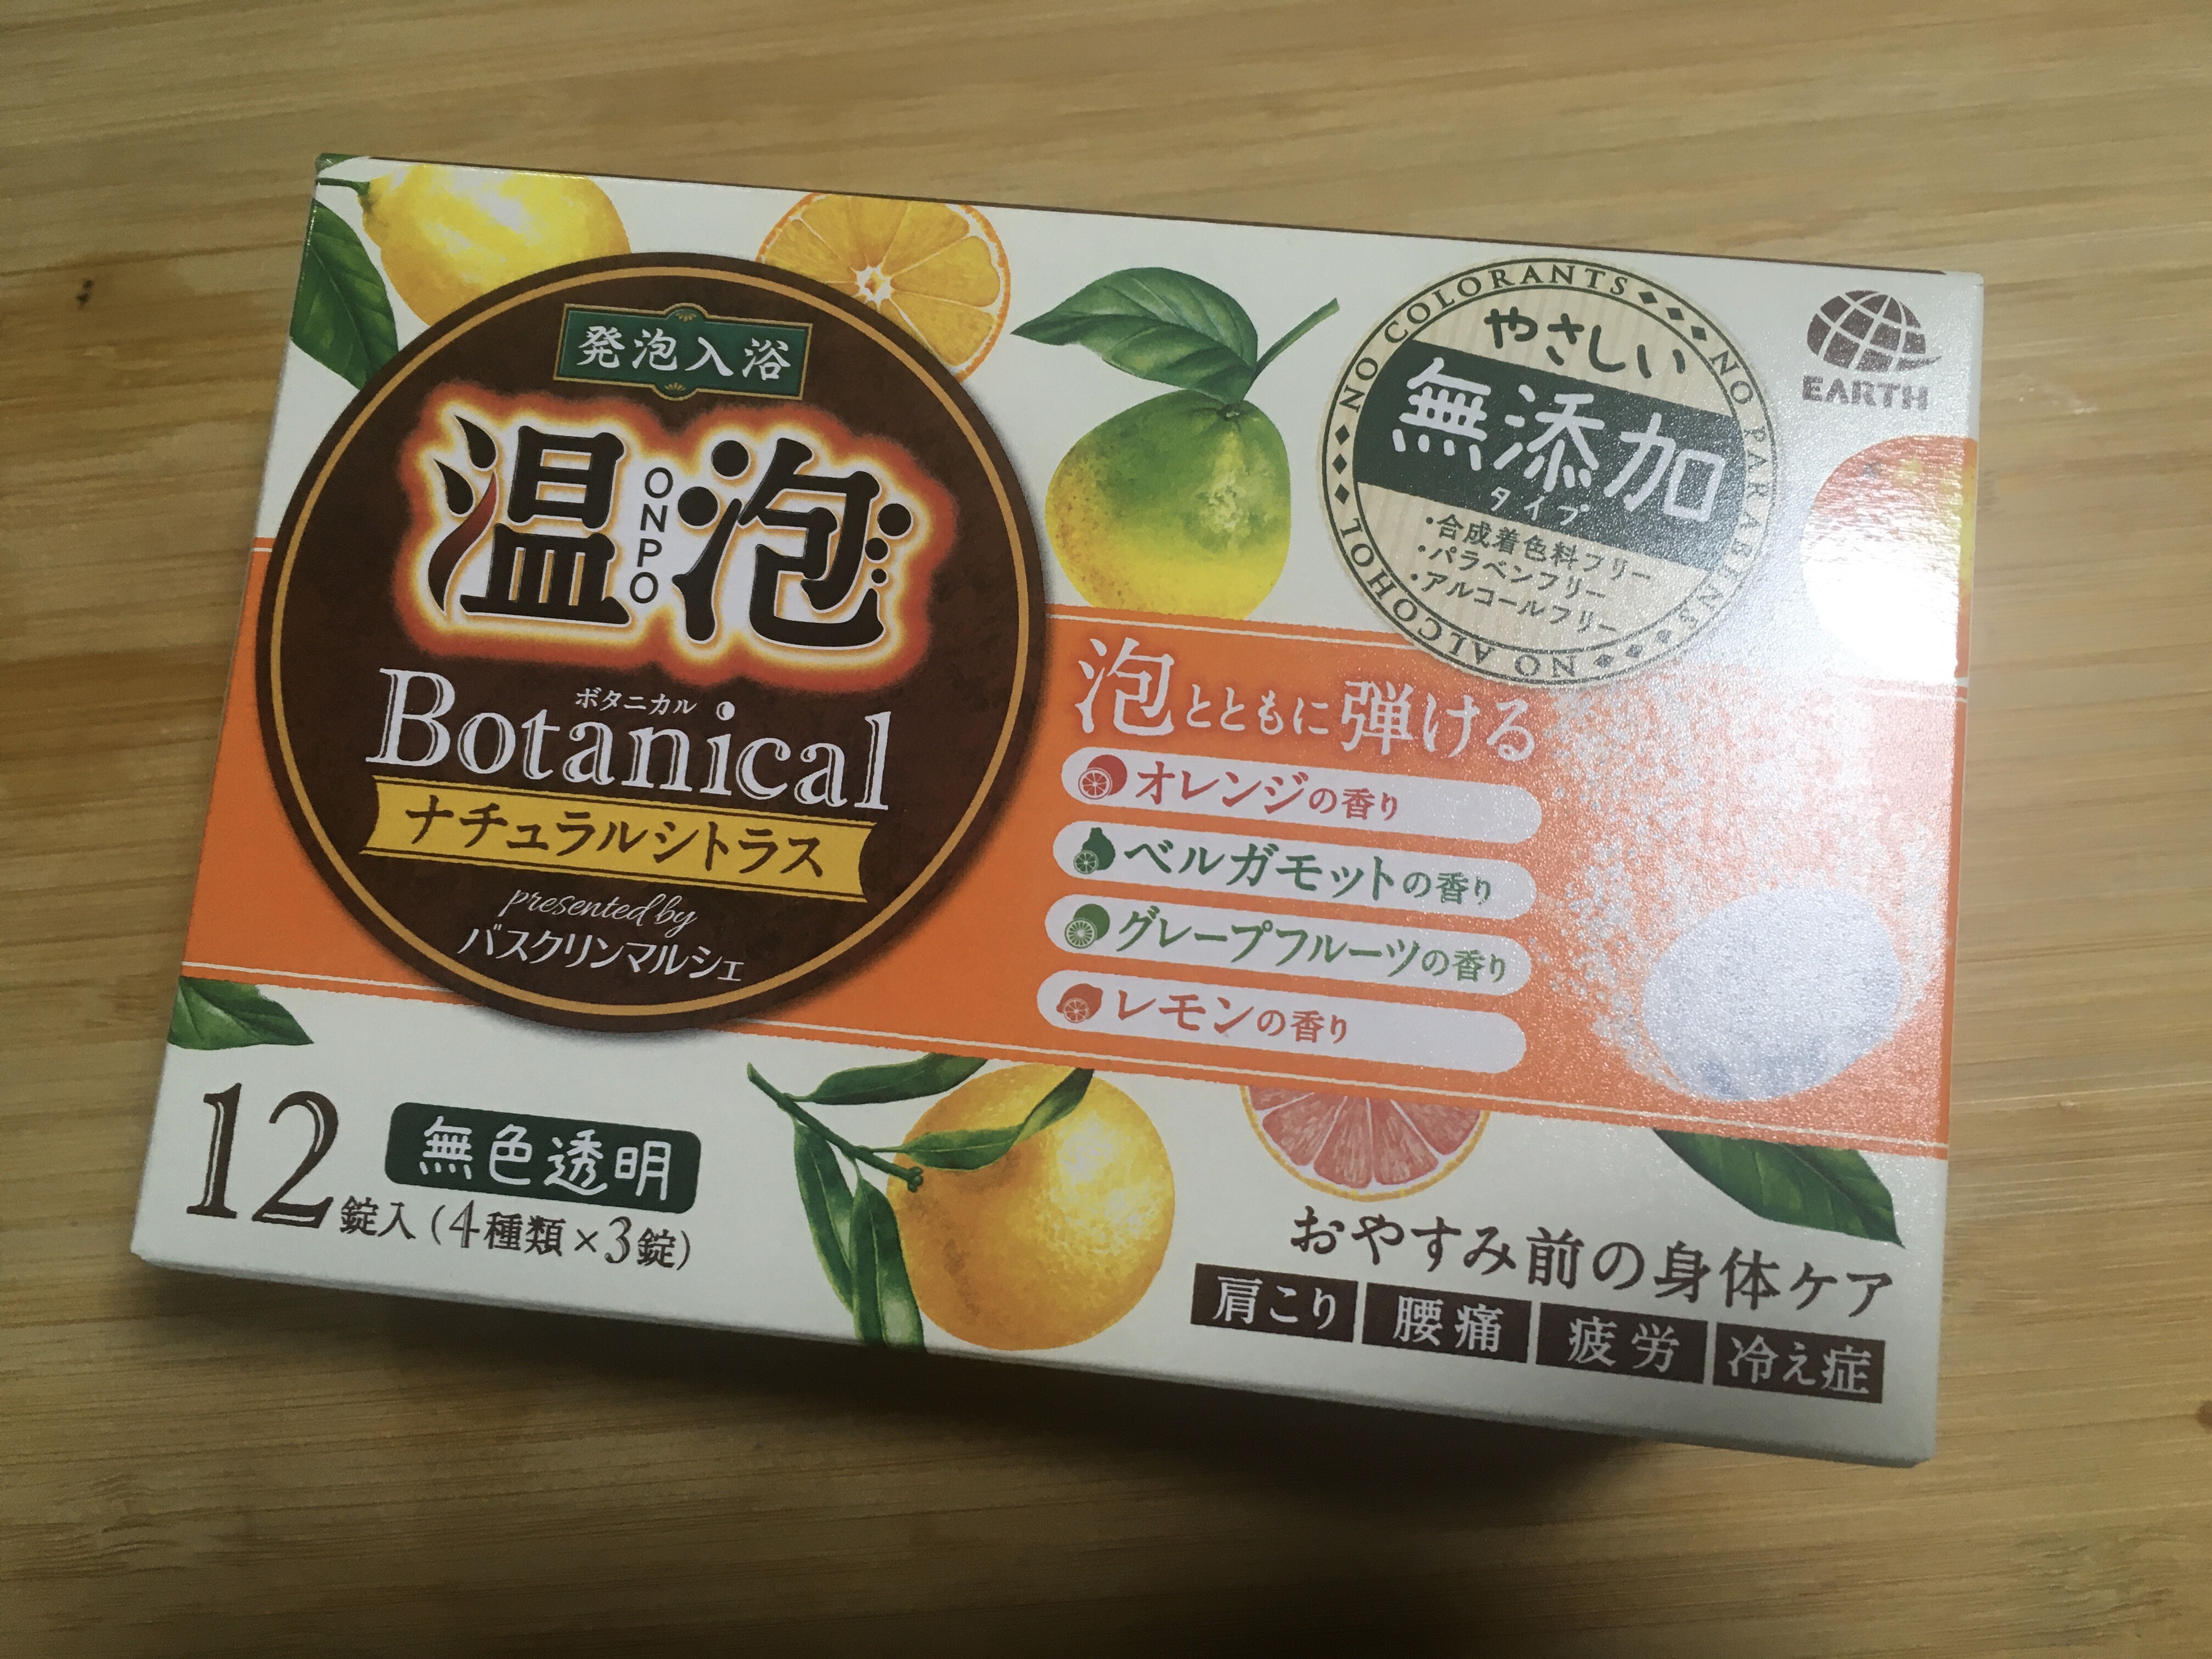 発泡入浴
温泡
ONPO
ボタニカル
Botanical
ナチュラルシトラス
presented by
バスクリンマルシェ
NO COLORANTS
NO PARABENS
NO ALCOHOL
やさしい
無添加
タイプ
・合成着色料フリー
・パラベンフリー
・アルコールフリー
EARTH
泡とともに弾ける
オレンジの香り
ベルガモットの香り
グレープフルーツの香り
レモンの香り
無色透明
12錠入(4種類×3錠)
おやすみ前の身体ケア
肩こり 腰痛 疲労 冷え症